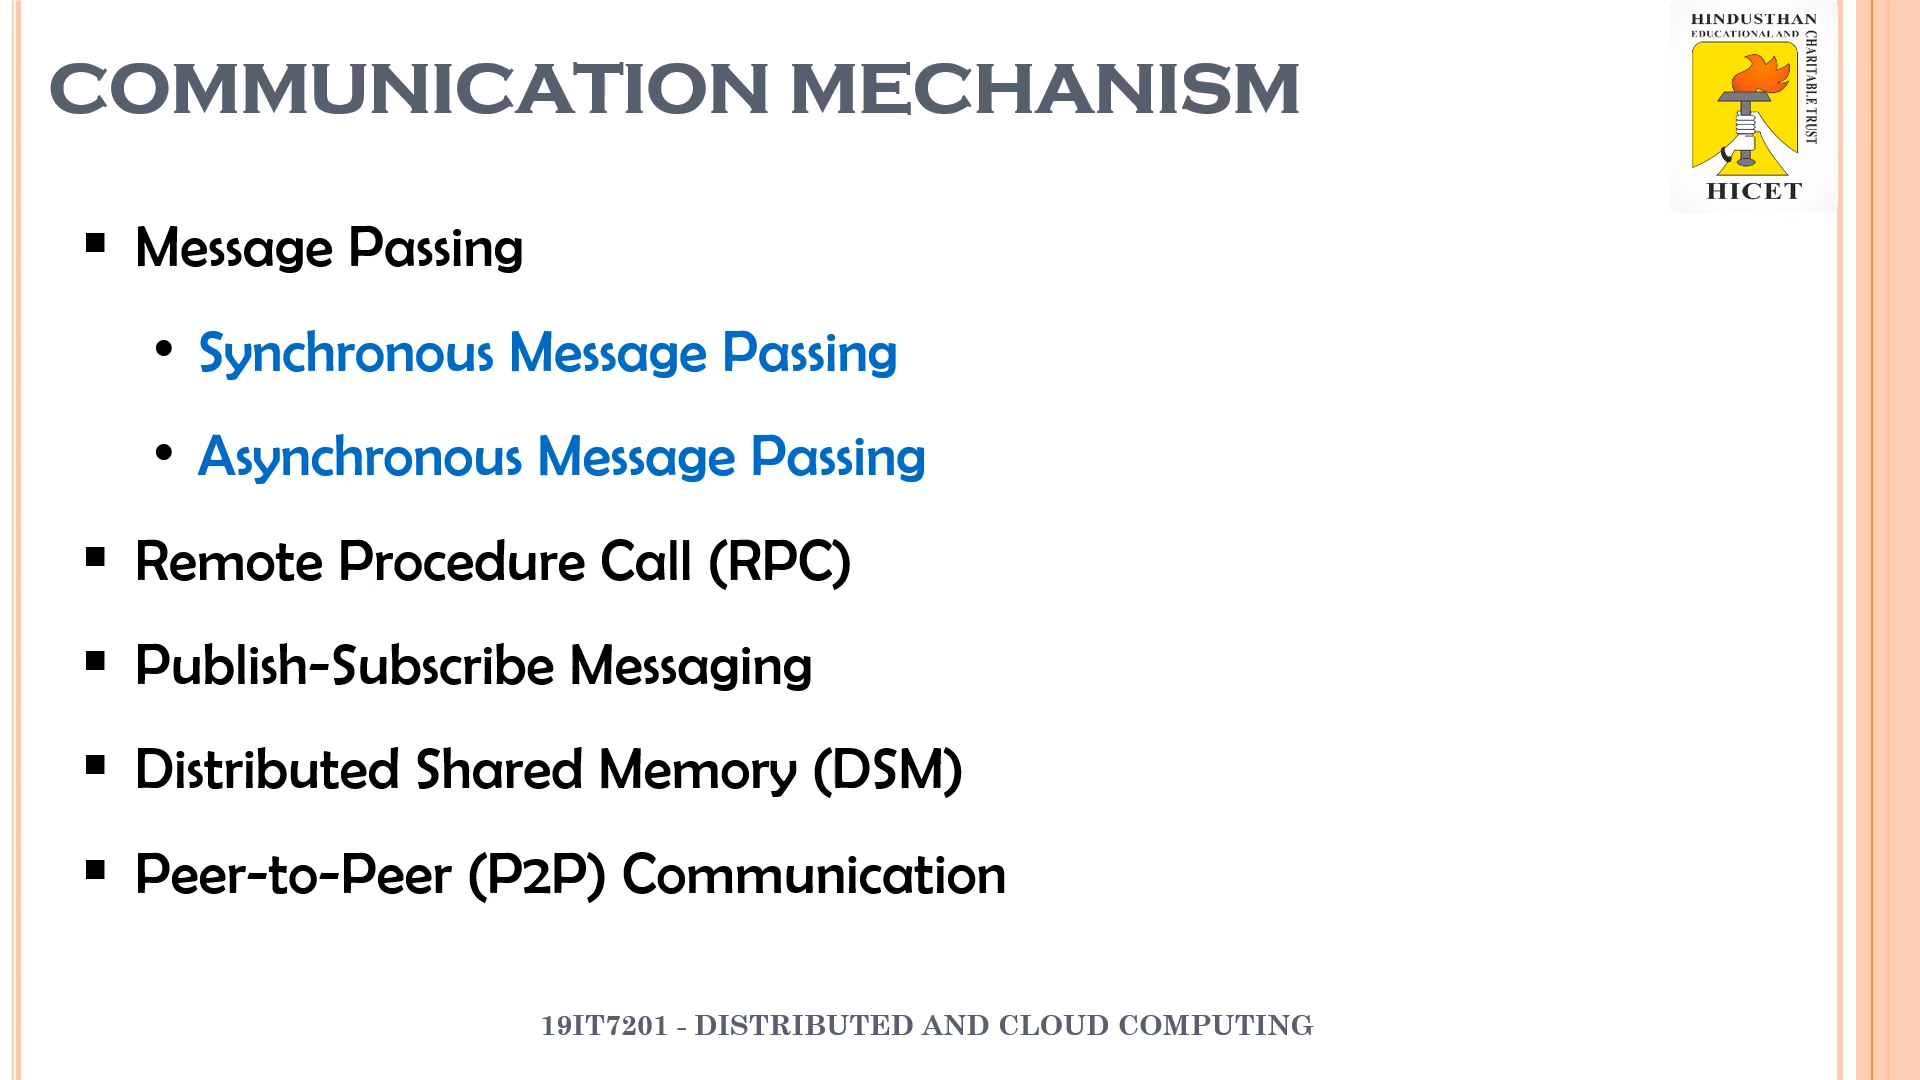 COMMUNICATION MECHANISM
HINDUSTHAN
EDUCATIONAL AND
CHARITABLE TRUST
HICET
▪ Message Passing
• Synchronous Message Passing
• Asynchronous Message Passing
▪ Remote Procedure Call (RPC)
▪ Publish-Subscribe Messaging
▪ Distributed Shared Memory (DSM)
▪ Peer-to-Peer (P2P) Communication
19IT7201 - DISTRIBUTED AND CLOUD COMPUTING